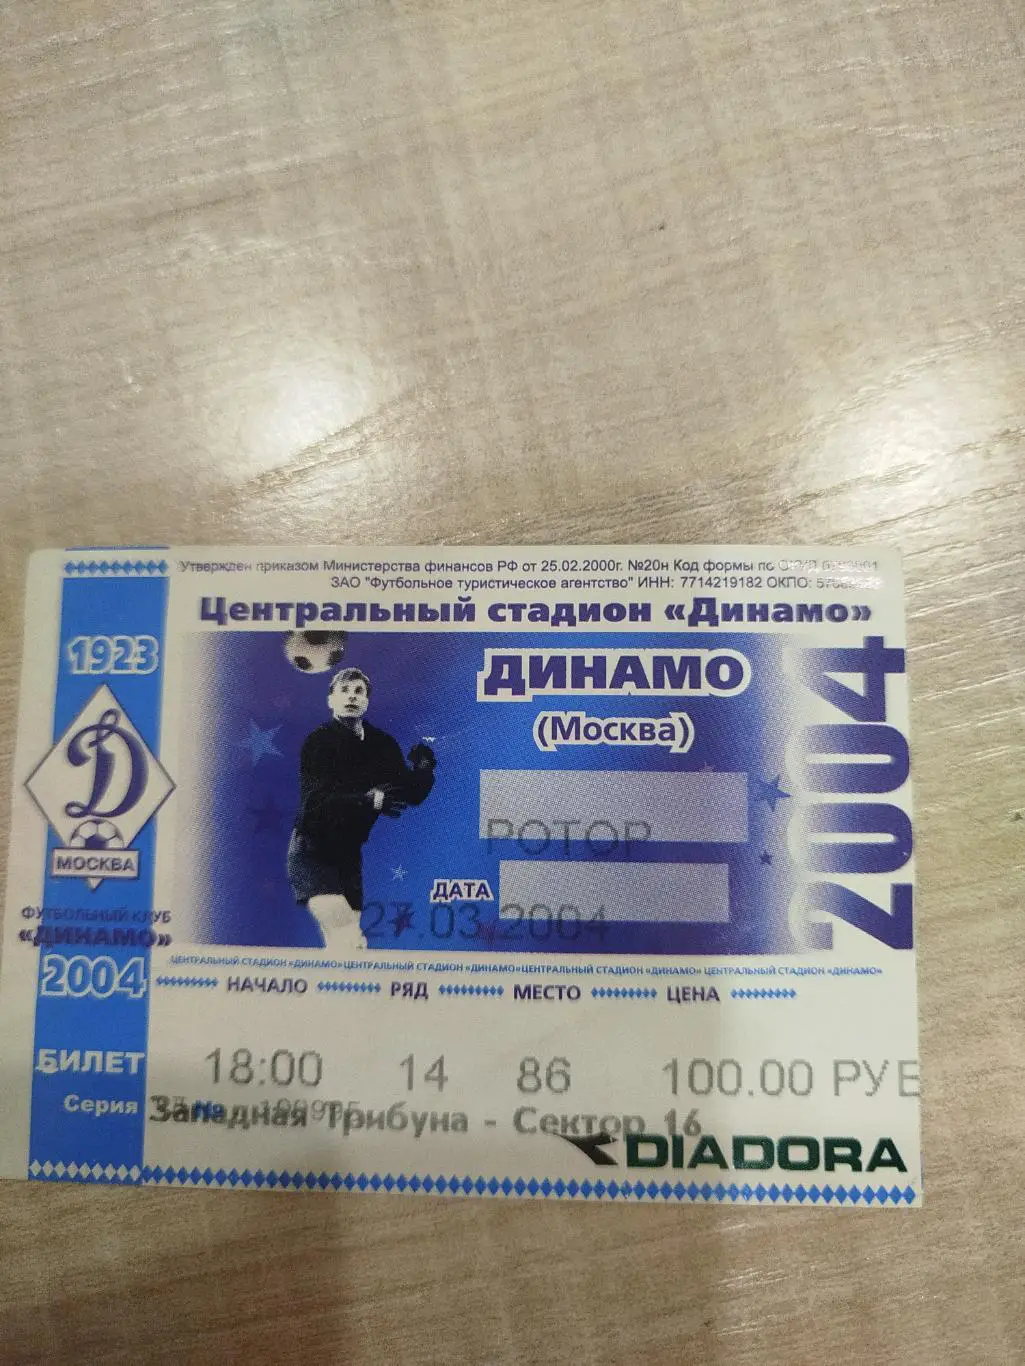 Утвержден приказом Министерства финансов РФ от 25.02.2000г. №20н Код формы по
ЗАО "Футбольное туристическое агентство" ИНН: 7714219182 ОКПО:
Центральный стадион «Динамо»
1923
Д
МОСКВА
ФУТБОЛЬНЫЙ КЛУБ
«ДИНАМО»
2004
ДИНАМО
(Москва)
РОТОР
ДАТА
27.03.2004
2004
ЦЕНТРАЛЬНЫЙ СТАДИОН «ДИНАМО» ЦЕНТРАЛЬНЫЙ СТАДИОН «ДИНАМО» ЦЕНТРАЛЬНЫЙ СТАДИОН «ДИНАМО» ЦЕНТРАЛЬНЫЙ СТАДИОН «ДИНАМО»
НАЧАЛО РЯД МЕСТО ЦЕНА
БИЛЕТ 18:00 14 86 100.00 РУБ
Серия №
Западная Трибуна - Сектор 16
DIADORA